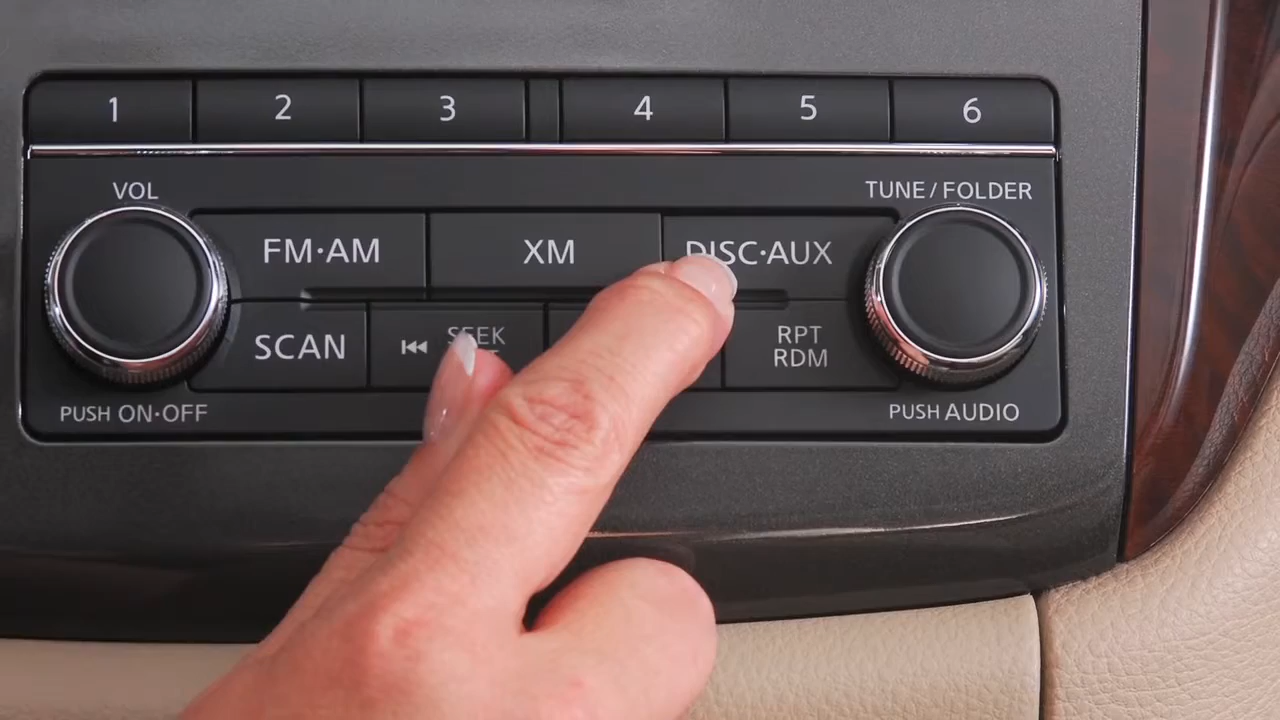 1 2 3 4 5 6
VOL
TUNE / FOLDER
FM·AM XM DISC·AUX
SCAN
SEEK
RPT
RDM
PUSH ON·OFF
PUSH AUDIO